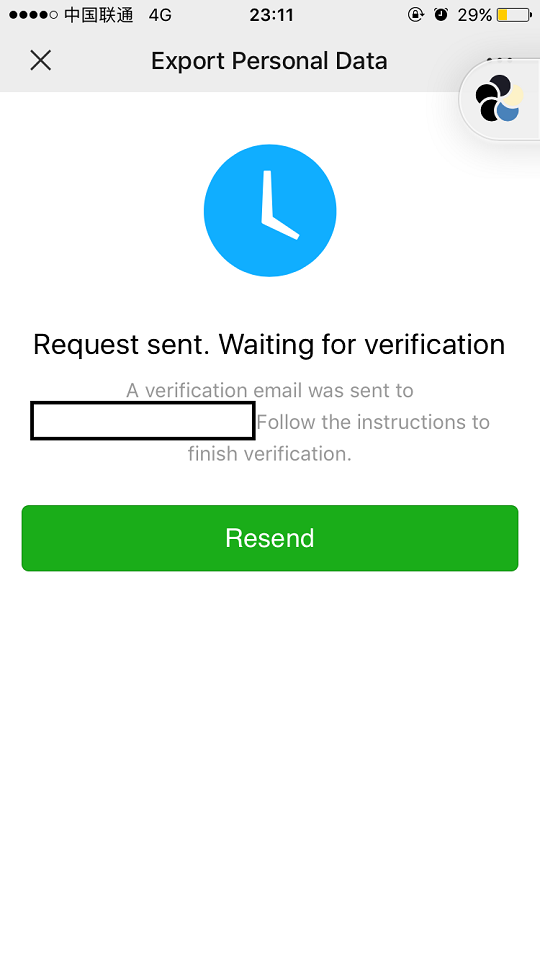 中国联通 4G 23:11 29%
Export Personal Data
Request sent. Waiting for verification
A verification email was sent to
Follow the instructions to
finish verification.
Resend